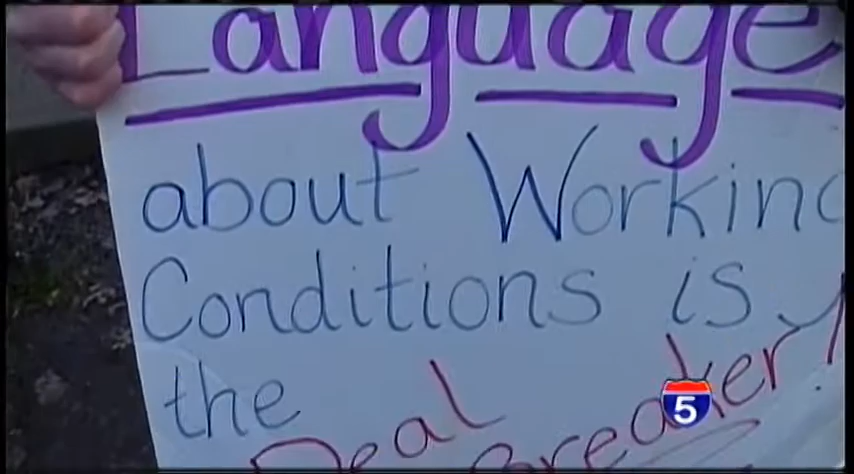 Language
about Working
Conditions is
the Deal
Breaker!
5